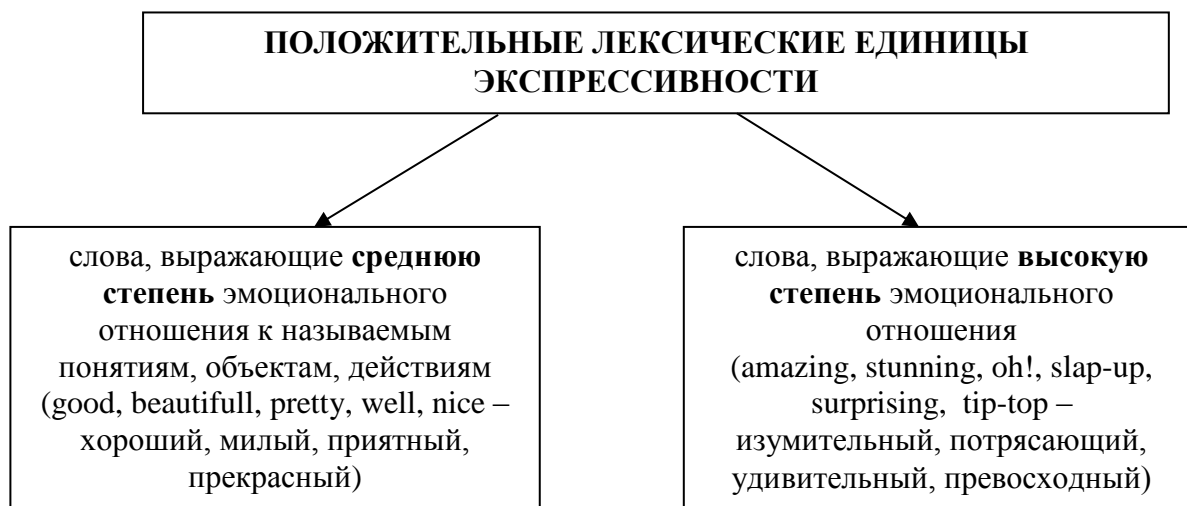 ПОЛОЖИТЕЛЬНЫЕ ЛЕКСИЧЕСКИЕ ЕДИНИЦЫ
ЭКСПРЕССИВНОСТИ
слова, выражающие среднюю
степень эмоционального
отношения к называемым
понятиям, объектам, действиям
(good, beautifull, pretty, well, nice –
хороший, милый, приятный,
прекрасный)
слова, выражающие высокую
степень эмоционального
отношения
(amazing, stunning, oh!, slap-up,
surprising, tip-top –
изумительный, потрясающий,
удивительный, превосходный)